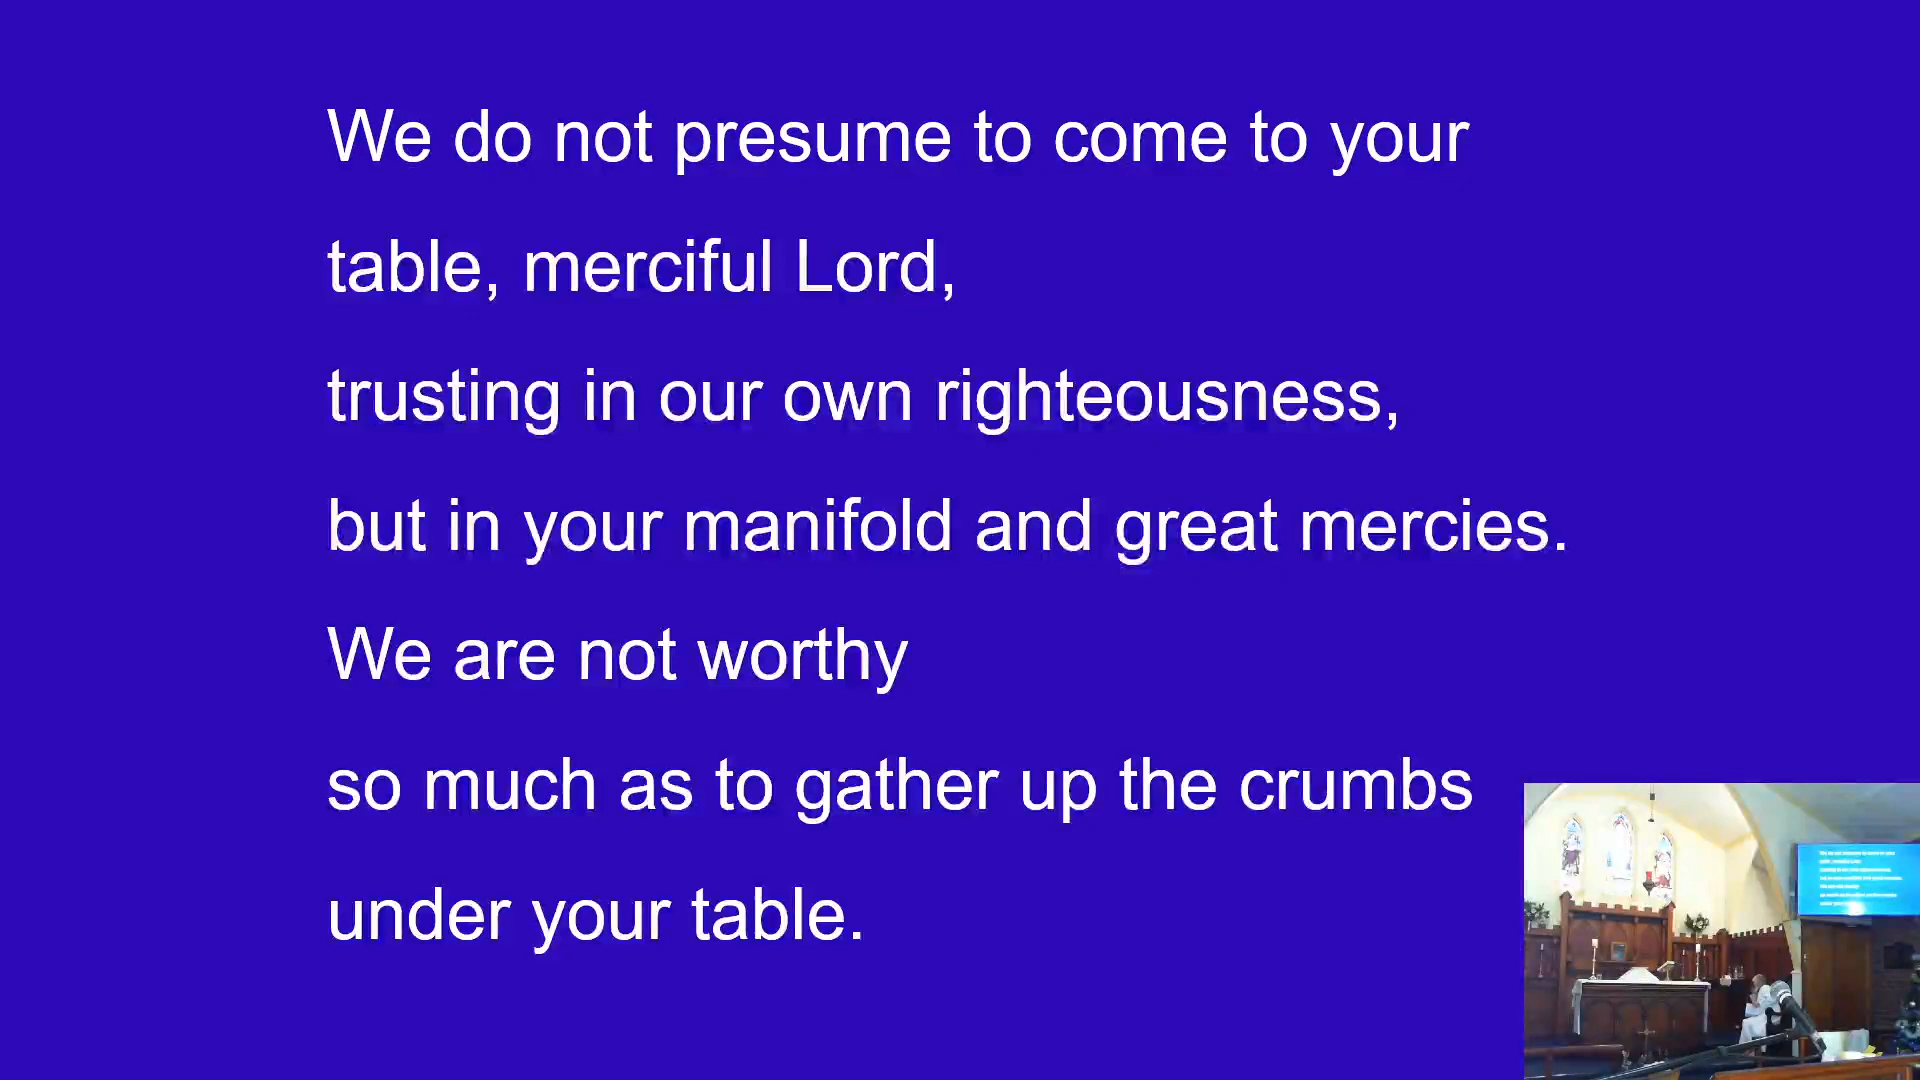 We do not presume to come to your
table, merciful Lord,
trusting in our own righteousness,
but in your manifold and great mercies.
We are not worthy
so much as to gather up the crumbs
under your table.